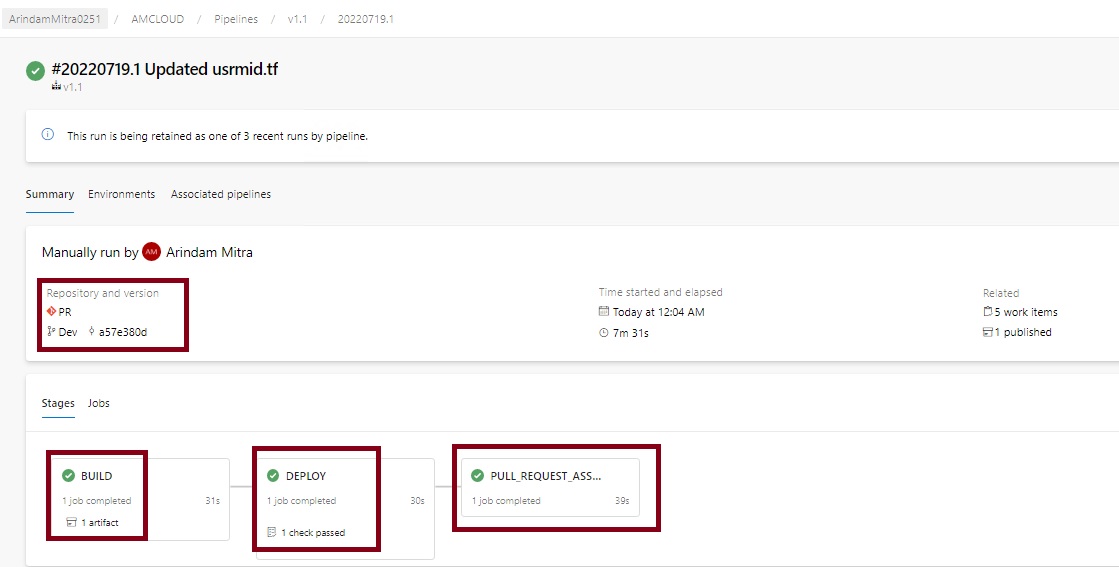 ArindamMitra0251 / AMCLOUD / Pipelines / v1.1 / 20220719.1
#20220719.1 Updated usrmid.tf
v1.1
This run is being retained as one of 3 recent runs by pipeline.
Summary Environments Associated pipelines
Manually run by AM Arindam Mitra
Repository and version
PR
Dev a57e380d
Time started and elapsed
Today at 12:04 AM
7m 31s
Related
5 work items
1 published
Stages Jobs
BUILD
1 job completed 31s
1 artifact
DEPLOY
1 job completed 30s
1 check passed
PULL_REQUEST_ASS...
1 job completed 39s